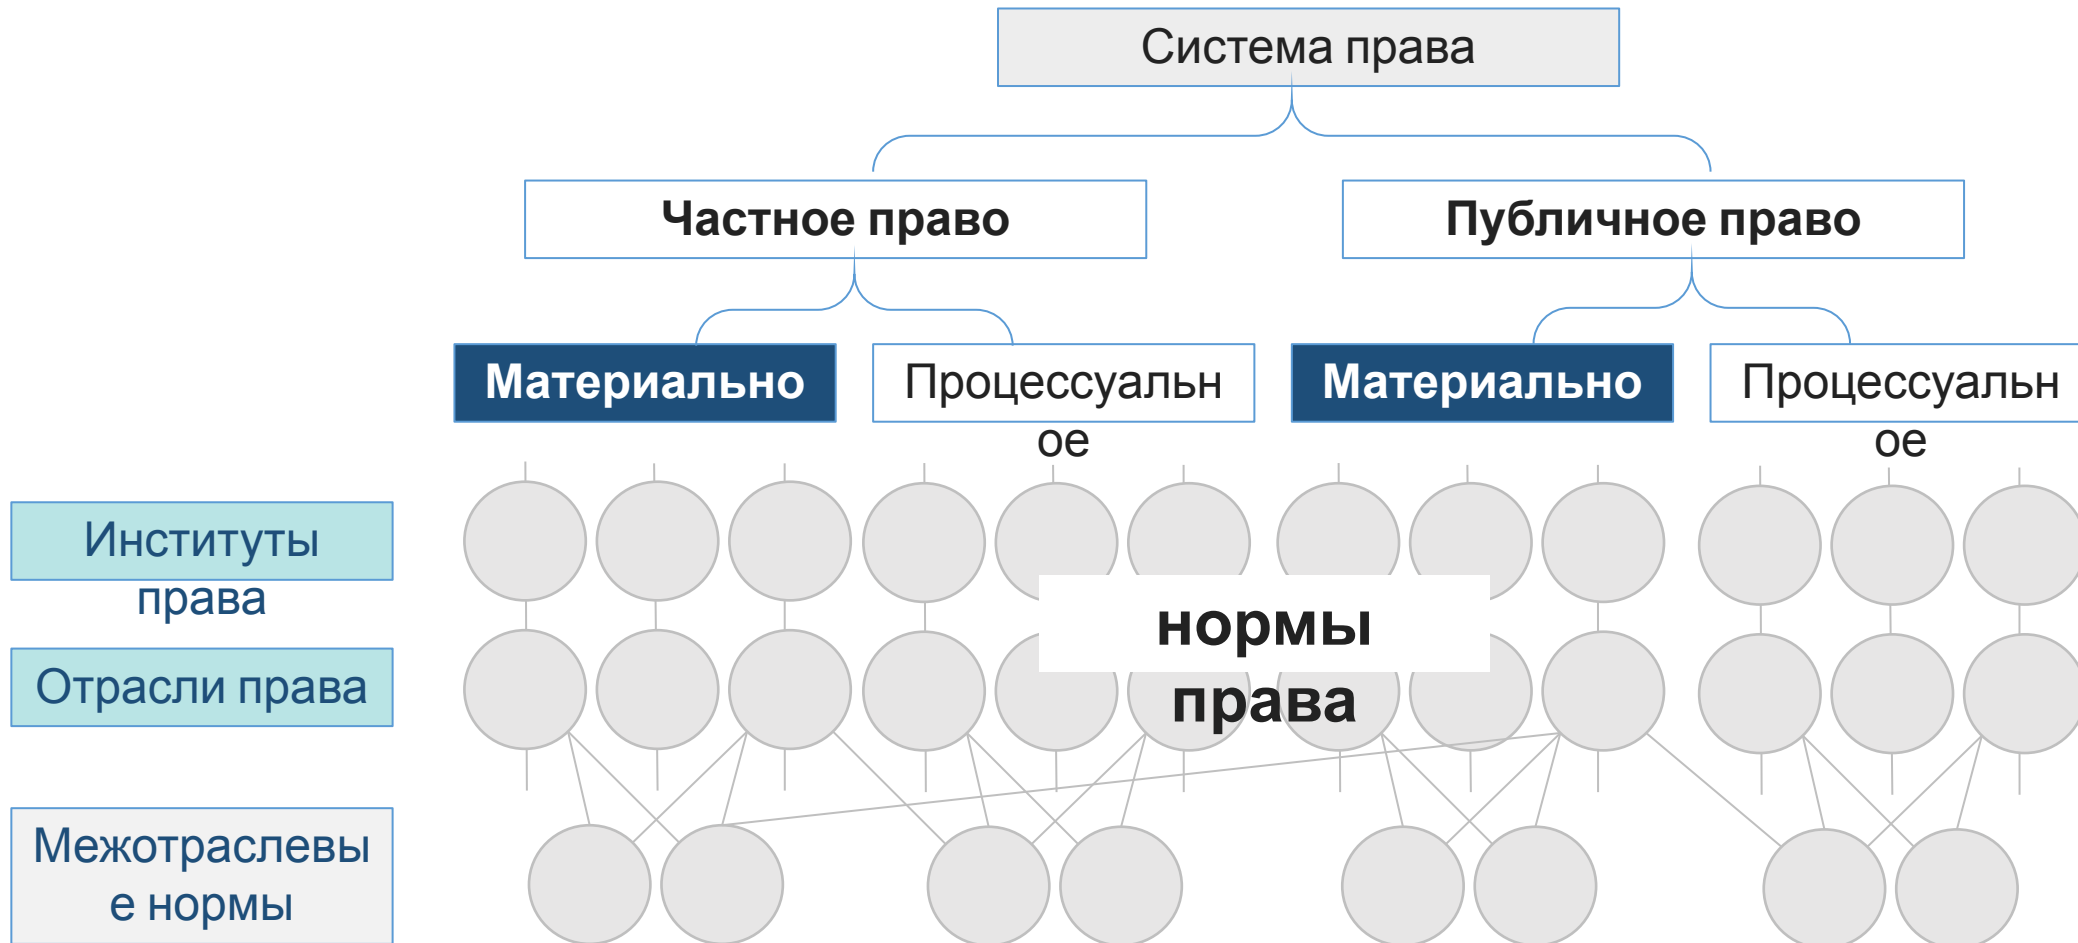 Система права
Частное право
Публичное право
Материально
Процессуальн
ое
Материально
Процессуальн
ое
Институты
права
нормы
права
Отрасли права
Межотраслевы
е нормы